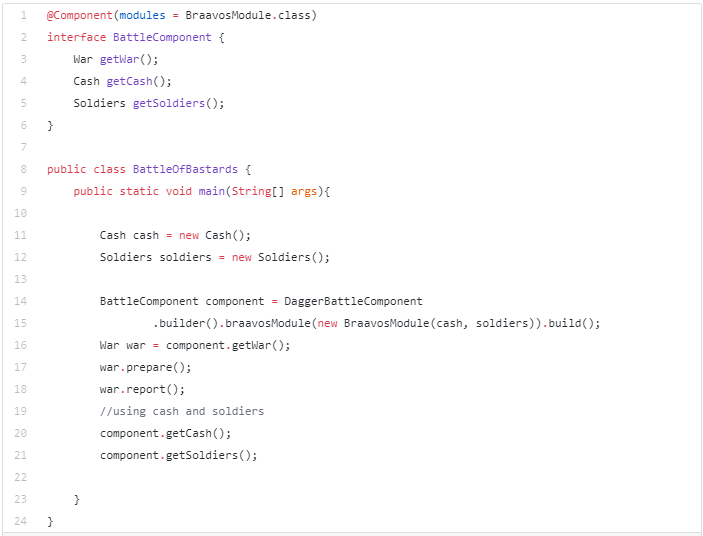 1 @Component(modules = BraavosModule.class)
2 interface BattleComponent {
3 War getWar();
4 Cash getCash();
5 Soldiers getSoldiers();
6 }
7
8 public class BattleOfBastards {
9 public static void main(String[] args){
10
11 Cash cash = new Cash();
12 Soldiers soldiers = new Soldiers();
13
14 BattleComponent component = DaggerBattleComponent
15 .builder().braavosModule(new BraavosModule(cash, soldiers)).build();
16 War war = component.getWar();
17 war.prepare();
18 war.report();
19 //using cash and soldiers
20 component.getCash();
21 component.getSoldiers();
22
23 }
24 }